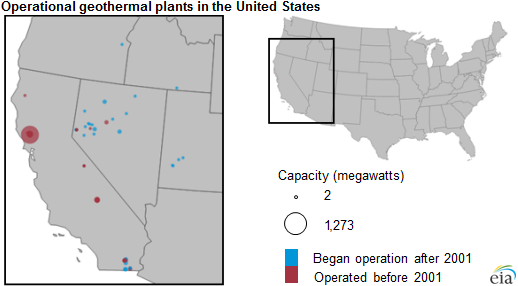 Operational geothermal plants in the United States
Capacity (megawatts)
2
1,273
Began operation after 2001
Operated before 2001
eia